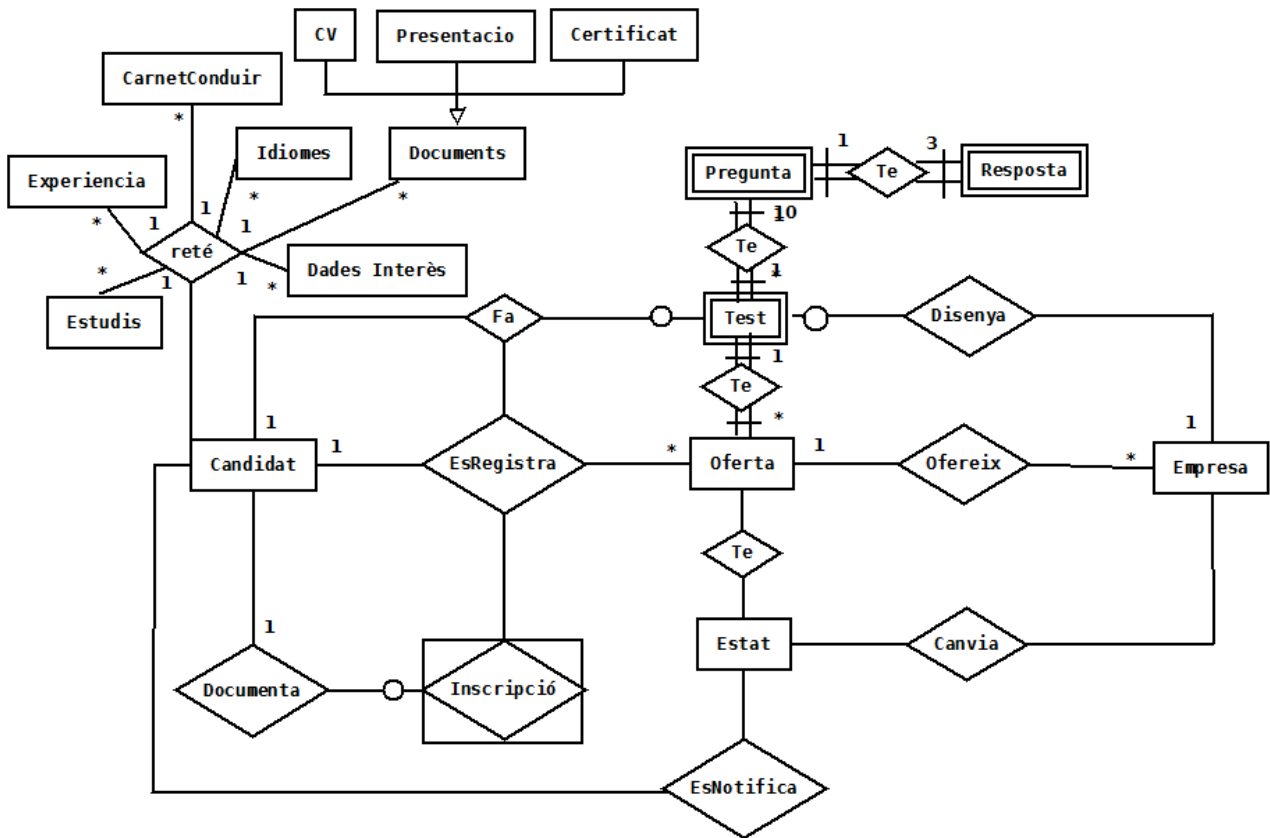 CV
Presentacio
Certificat
CarnetConduir
*
Idiomes
*
Documents
*
Experiencia
*
1
1
1
reté
*
1
1
*
Dades Interès
Estudis
Pregunta
1
Te
3
Resposta
10
1
Te
1
*
Fa
Test
Disenya
1
Te
*
1
1
Candidat
1
EsRegistra
*
Oferta
1
Ofereix
*
Empresa
1
Te
Estat
Canvia
Documenta
Inscripció
EsNotifica